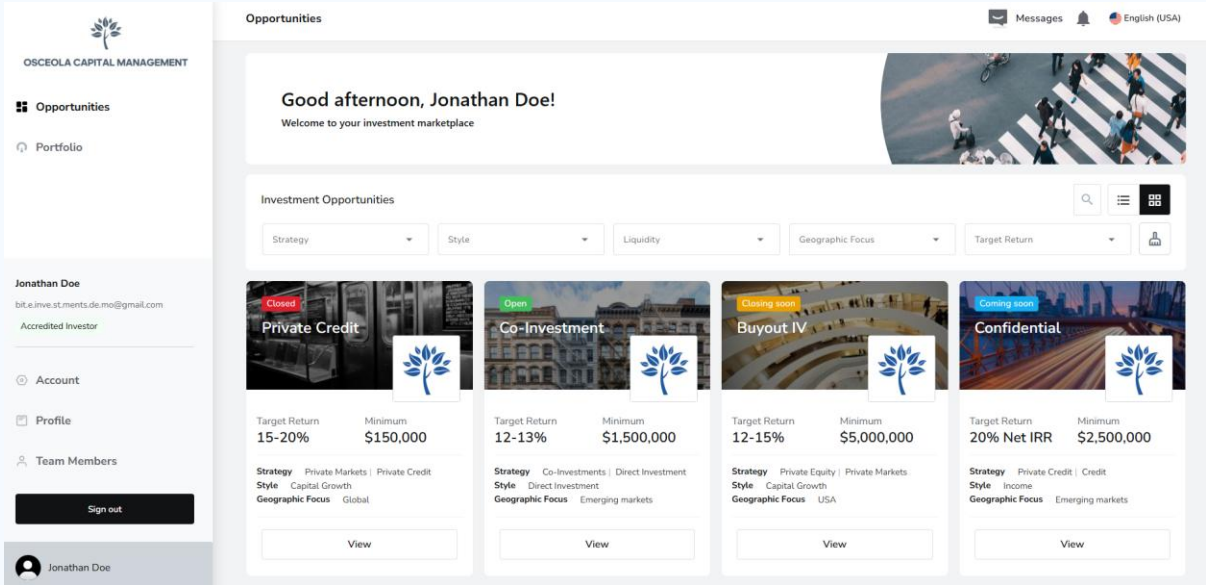 OSCEOLA CAPITAL MANAGEMENT
Opportunities
Portfolio
Jonathan Doe
bit.e.inve.st.ments.de.mo@gmail.com
Accredited Investor
Account
Profile
Team Members
Sign out
Jonathan Doe
Opportunities
Messages
English (USA)
Good afternoon, Jonathan Doe!
Welcome to your investment marketplace
Investment Opportunities
Strategy
Style
Liquidity
Geographic Focus
Target Return
Closed
Private Credit
Target Return Minimum
15-20% $150,000
Strategy Private Markets | Private Credit
Style Capital Growth
Geographic Focus Global
View
Open
Co-Investment
Target Return Minimum
12-13% $1,500,000
Strategy Co-Investments | Direct Investment
Style Direct Investment
Geographic Focus Emerging markets
View
Closing soon
Buyout IV
Target Return Minimum
12-15% $5,000,000
Strategy Private Equity | Private Markets
Style Capital Growth
Geographic Focus USA
View
Coming soon
Confidential
Target Return Minimum
20% Net IRR $2,500,000
Strategy Private Credit | Credit
Style Income
Geographic Focus Emerging markets
View